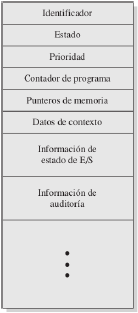 Identificador
Estado
Prioridad
Contador de programa
Punteros de memoria
Datos de contexto
Información de
estado de E/S
Información de
auditoría